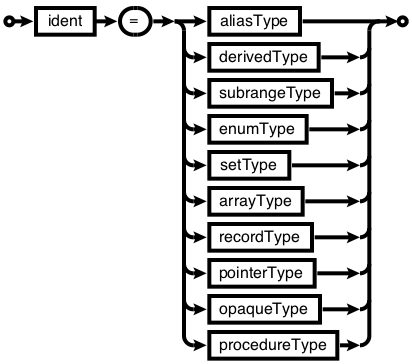 ident = aliasType
derivedType
subrangeType
enumType
setType
arrayType
recordType
pointerType
opaqueType
procedureType